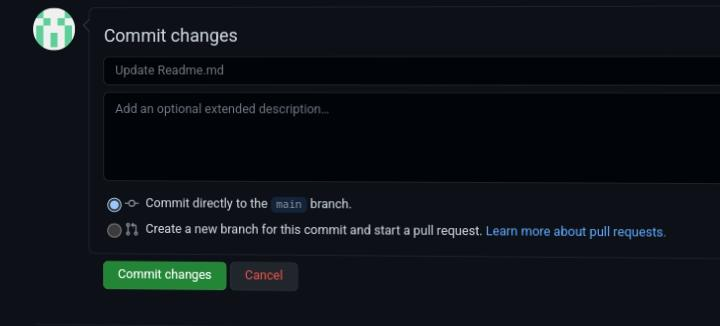 Commit changes
Update Readme.md
Add an optional extended description...
Commit directly to the main branch.
Create a new branch for this commit and start a pull request. Learn more about pull requests.
Commit changes Cancel